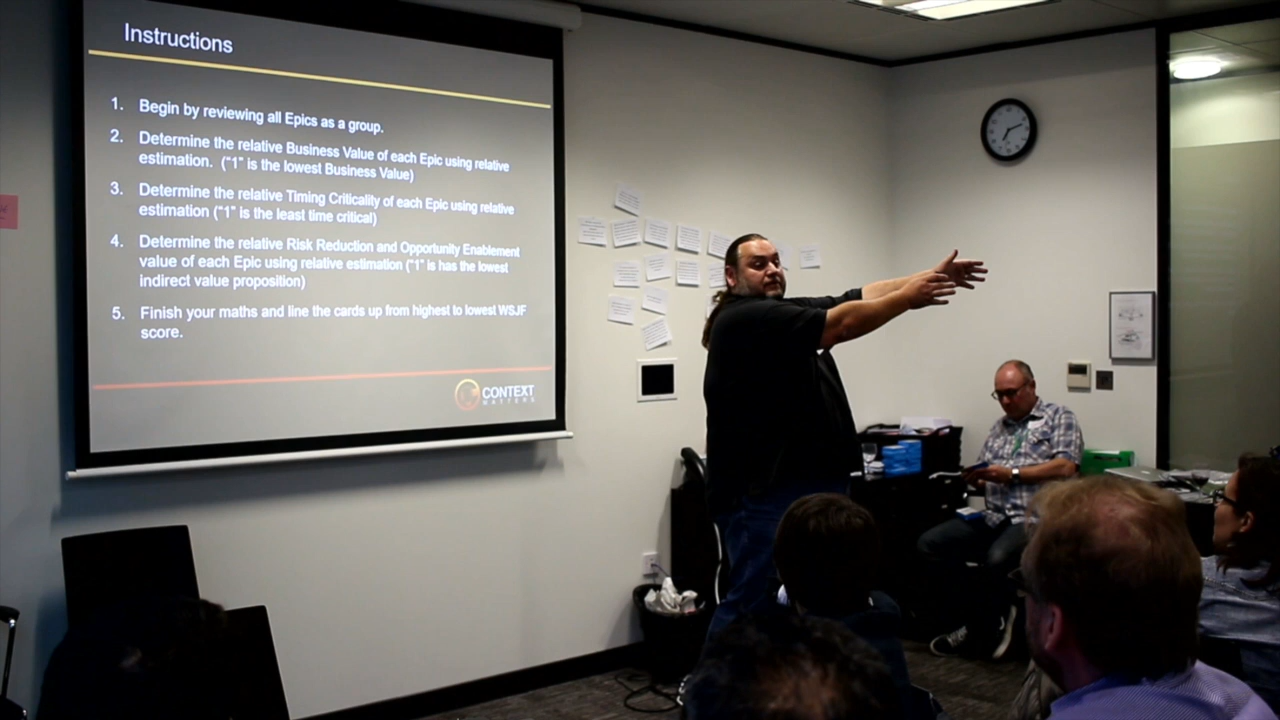 Instructions
1. Begin by reviewing all Epics as a group.
2. Determine the relative Business Value of each Epic using relative
estimation. ("1" is the lowest Business Value)
3. Determine the relative Timing Criticality of each Epic using relative
estimation ("1" is the least time critical)
4. Determine the relative Risk Reduction and Opportunity Enablement
value of each Epic using relative estimation ("1" is has the lowest
indirect value proposition)
5. Finish your maths and line the cards up from highest to lowest WSJF
score.
CONTEXT
MATTERS